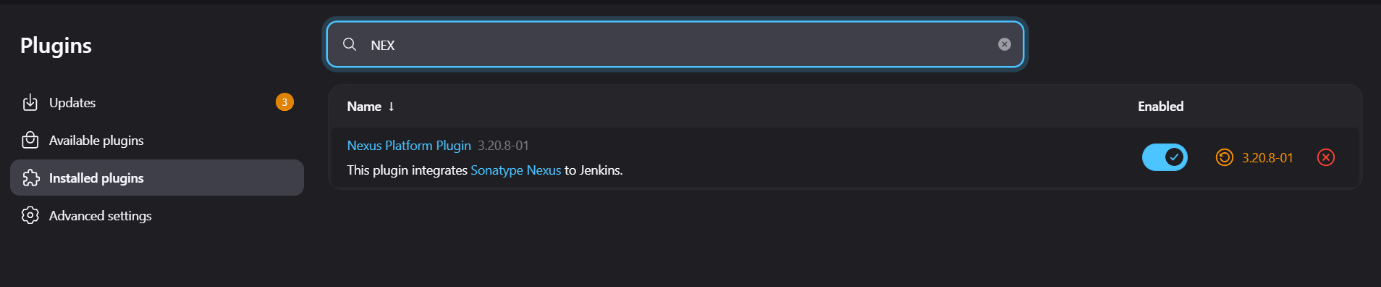 Plugins
NEX
Updates
3
Available plugins
Installed plugins
Advanced settings
Name ↓
Enabled
Nexus Platform Plugin 3.20.8-01
This plugin integrates Sonatype Nexus to Jenkins.
3.20.8-01